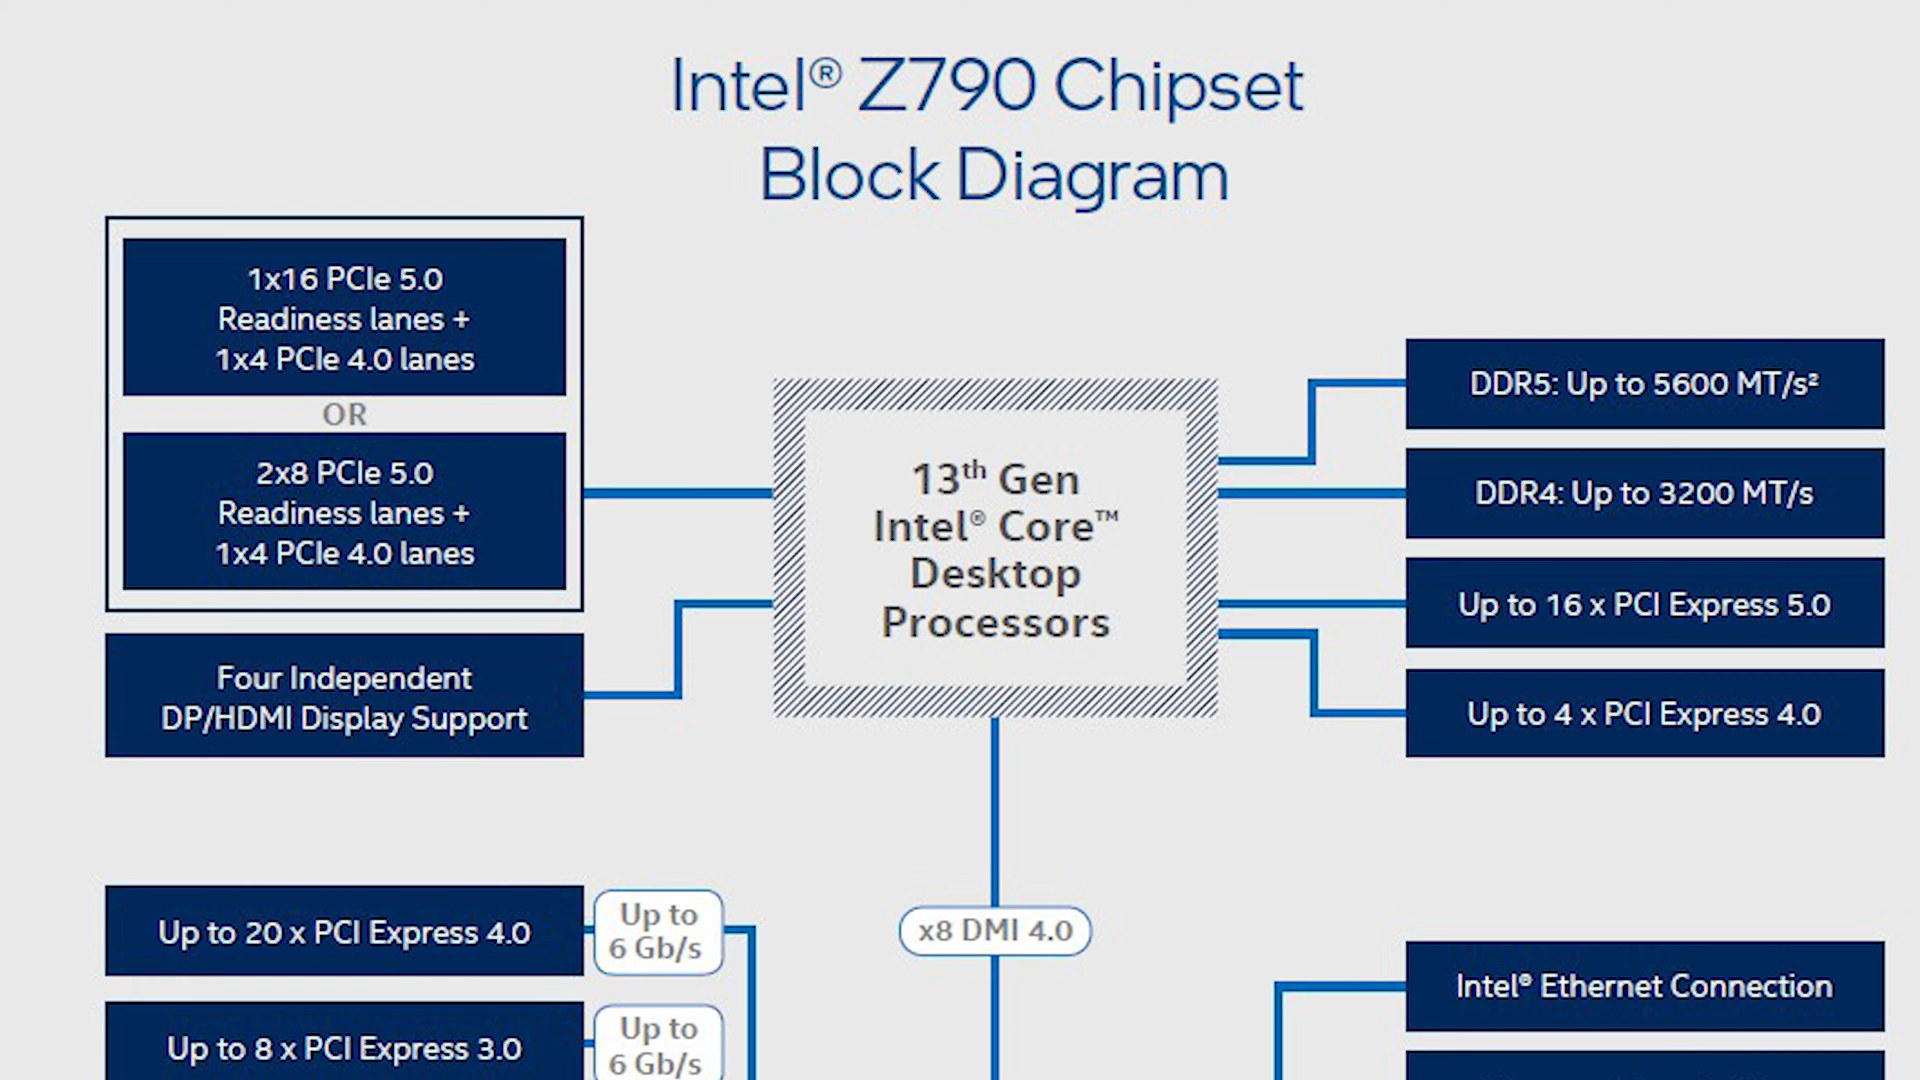 Intel® Z790 Chipset
Block Diagram
1x16 PCIe 5.0
Readiness lanes +
1x4 PCIe 4.0 lanes
OR
2x8 PCIe 5.0
Readiness lanes +
1x4 PCIe 4.0 lanes
Four Independent
DP/HDMI Display Support
13th Gen
Intel® Core™
Desktop
Processors
DDR5: Up to 5600 MT/s²
DDR4: Up to 3200 MT/s
Up to 16 x PCI Express 5.0
Up to 4 x PCI Express 4.0
x8 DMI 4.0
Up to 20 x PCI Express 4.0
Up to
6 Gb/s
Up to 8 x PCI Express 3.0
Up to
6 Gb/s
Intel® Ethernet Connection